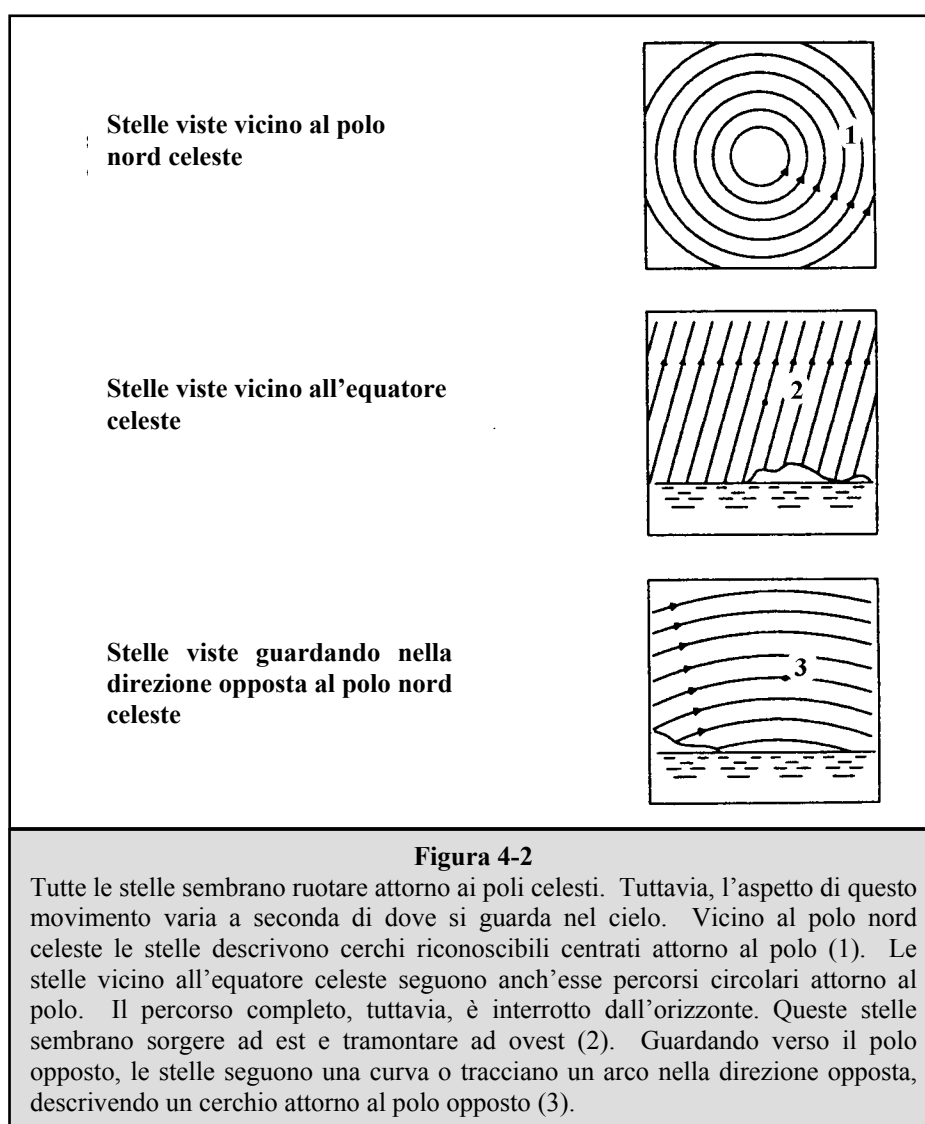 Stelle viste vicino al polo
nord celeste
1
Stelle viste vicino all'equatore
celeste
2
Stelle viste guardando nella
direzione opposta al polo nord
celeste
3
Figura 4-2
Tutte le stelle sembrano ruotare attorno ai poli celesti. Tuttavia, l'aspetto di questo
movimento varia a seconda di dove si guarda nel cielo. Vicino al polo nord
celeste le stelle descrivono cerchi riconoscibili centrati attorno al polo (1). Le
stelle vicino all'equatore celeste seguono anch'esse percorsi circolari attorno al
polo. Il percorso completo, tuttavia, è interrotto dall'orizzonte. Queste stelle
sembrano sorgere ad est e tramontare ad ovest (2). Guardando verso il polo
opposto, le stelle seguono una curva o tracciano un arco nella direzione opposta,
descrivendo un cerchio attorno al polo opposto (3).